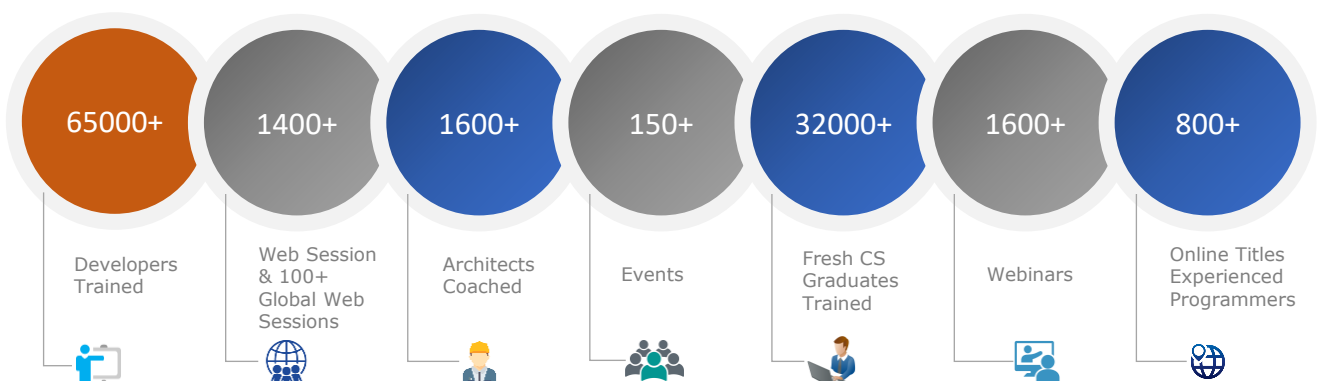 65000+
1400+
1600+
150+
32000+
1600+
800+
Developers
Trained
Web Session
& 100+
Global Web
Sessions
Architects
Coached
Events
Fresh CS
Graduates
Trained
Webinars
Online Titles
Experienced
Programmers